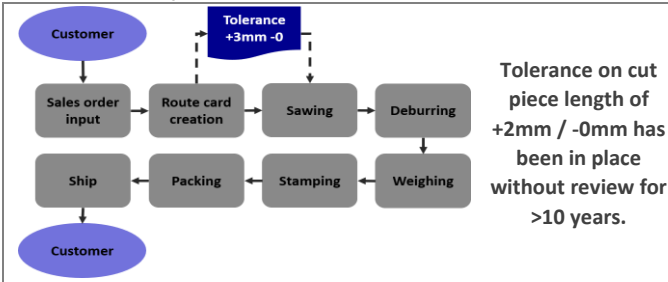 Customer
Tolerance
+3mm -0
Sales order
input
Route card
creation
Sawing
Deburring
Ship
Packing
Stamping
Weighing
Customer
Tolerance on cut
piece length of
+2mm / -0mm has
been in place
without review for
>10 years.